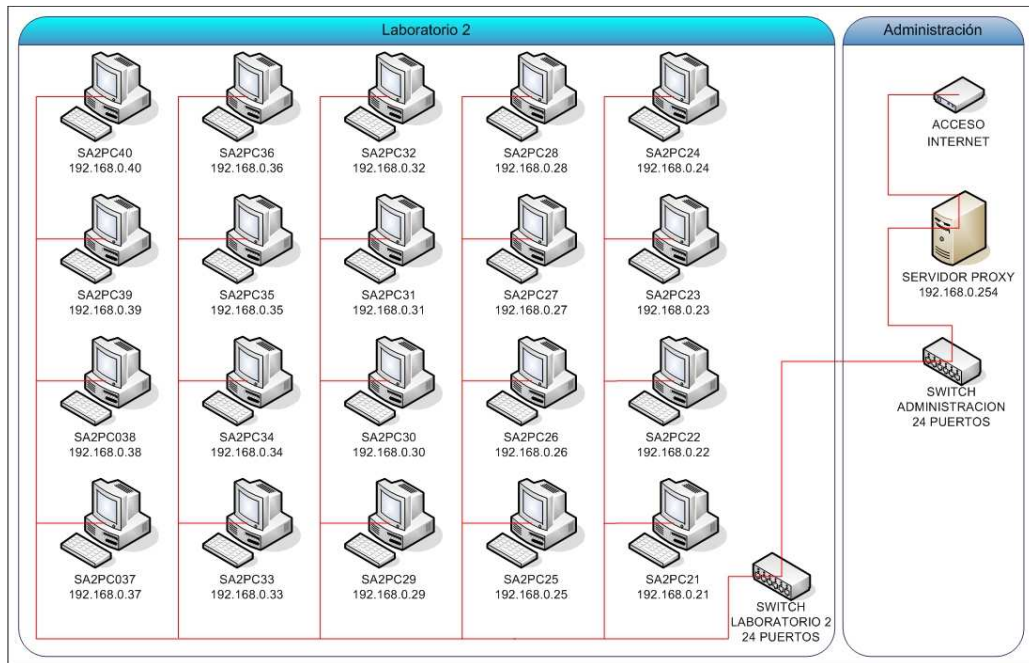 Laboratorio 2
Administración
SA2PC40
192.168.0.40
SA2PC36
192.168.0.36
SA2PC32
192.168.0.32
SA2PC28
192.168.0.28
SA2PC24
192.168.0.24
ACCESO
INTERNET
SA2PC39
192.168.0.39
SA2PC35
192.168.0.35
SA2PC31
192.168.0.31
SA2PC27
192.168.0.27
SA2PC23
192.168.0.23
SERVIDOR PROXY
192.168.0.254
SA2PC038
192.168.0.38
SA2PC34
192.168.0.34
SA2PC30
192.168.0.30
SA2PC26
192.168.0.26
SA2PC22
192.168.0.22
SWITCH
ADMINISTRACION
24 PUERTOS
SA2PC037
192.168.0.37
SA2PC33
192.168.0.33
SA2PC29
192.168.0.29
SA2PC25
192.168.0.25
SA2PC21
192.168.0.21
SWITCH
LABORATORIO 2
24 PUERTOS